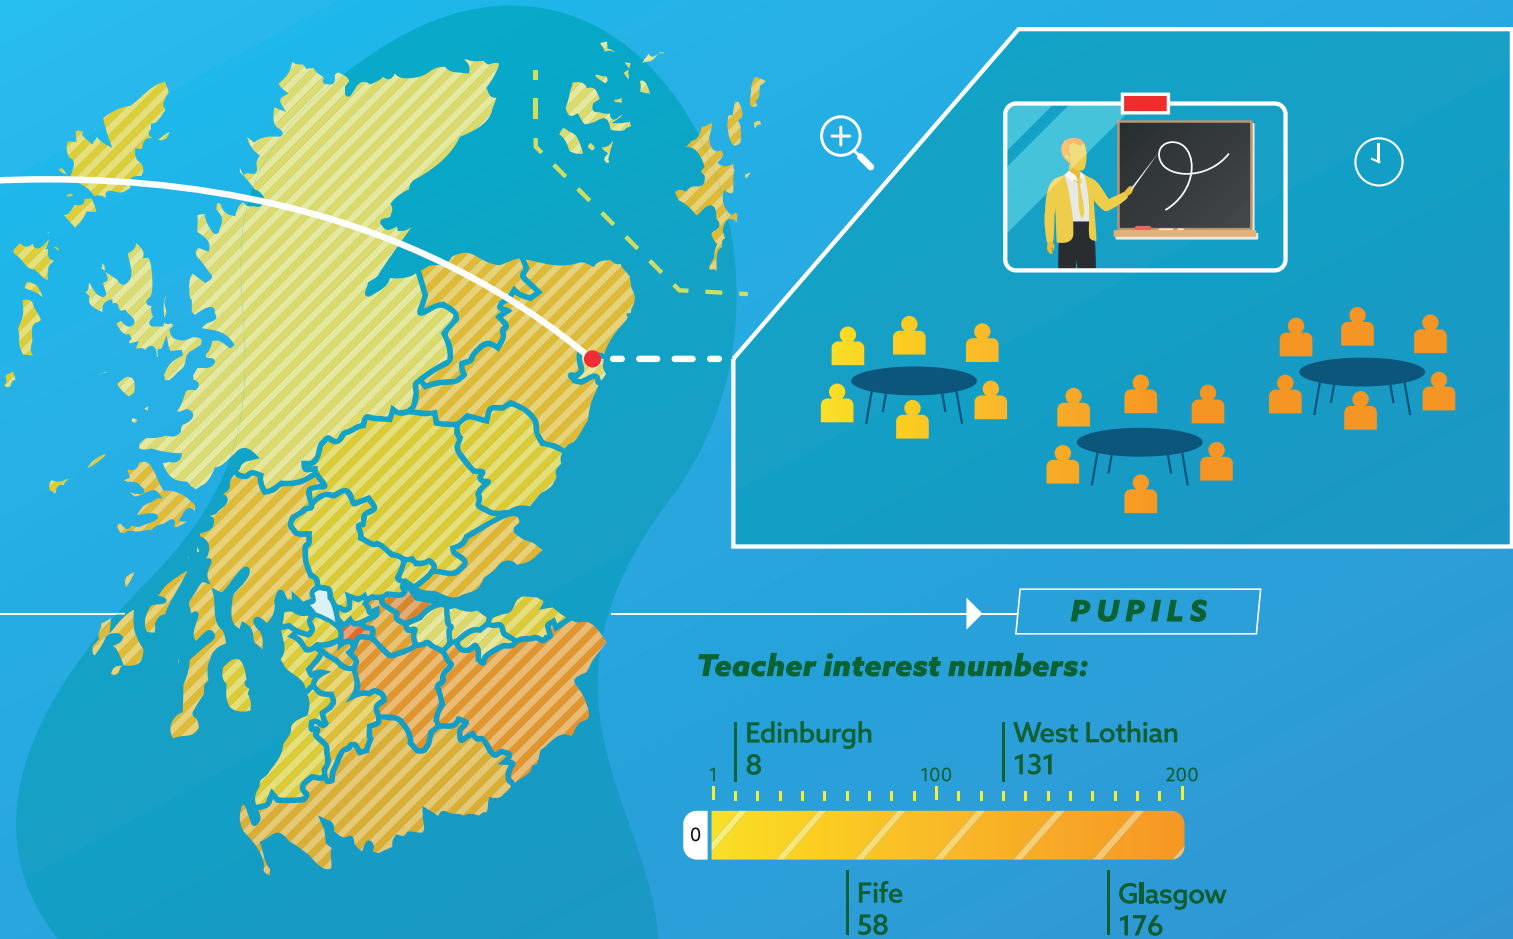 PUPILS
Teacher interest numbers:
Edinburgh
8
West Lothian
131
1
100
200
0
Fife
58
Glasgow
176